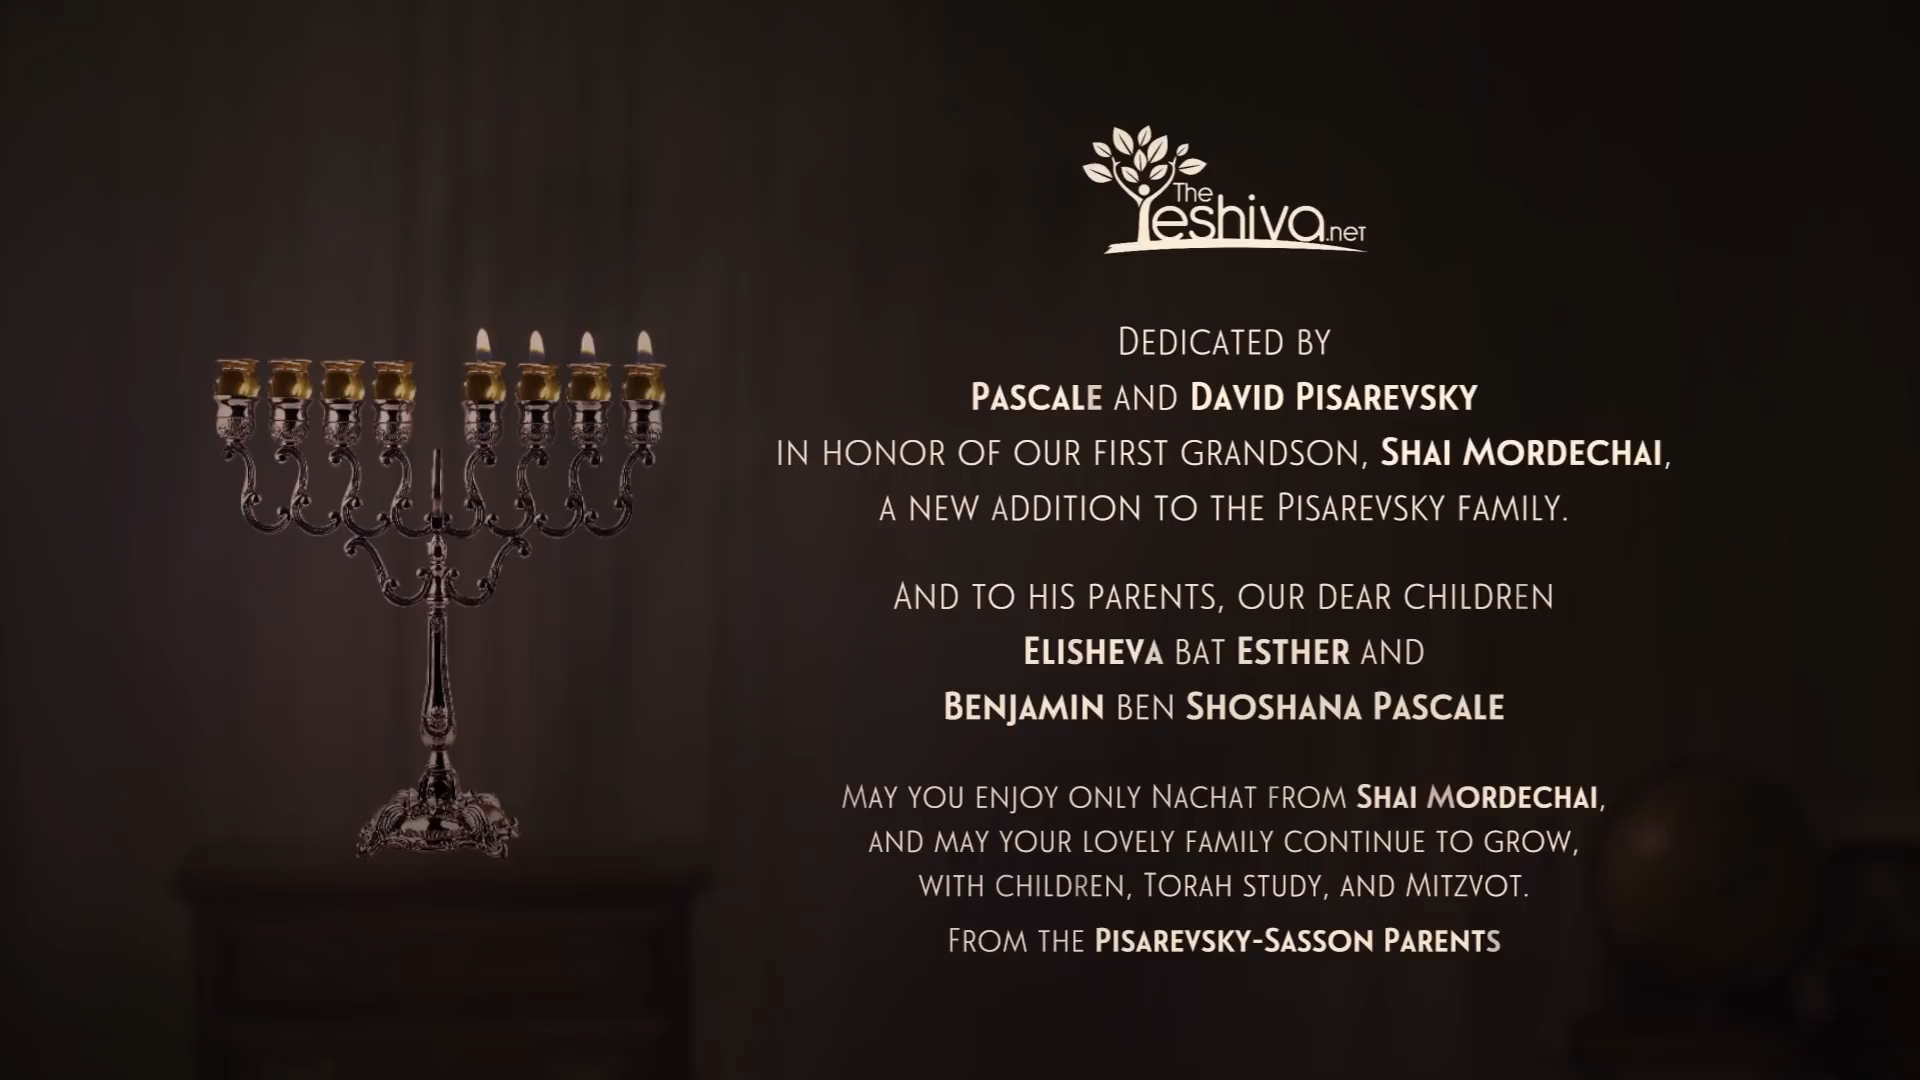 The Yeshiva.net
Dedicated by
Pascale and David Pisarevsky
in honor of our first grandson, Shai Mordechai,
a new addition to the Pisarevsky family.
And to his parents, our dear children
Elisheva bat Esther and
Benjamin ben Shoshana Pascale
May you enjoy only Nachat from Shai Mordechai,
and may your lovely family continue to grow,
with children, Torah study, and Mitzvot.
From the Pisarevsky-Sasson Parents